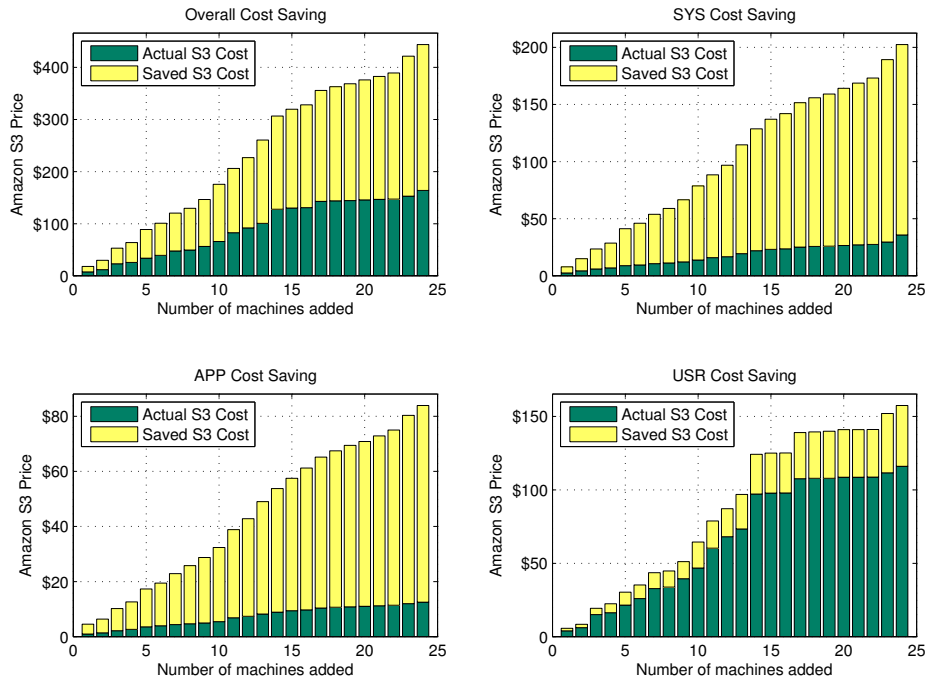 Overall Cost Saving
Amazon S3 Price
$400
$300
$200
$100
0
Actual S3 Cost
Saved S3 Cost
0 5 10 15 20 25
Number of machines added
SYS Cost Saving
Amazon S3 Price
$200
$150
$100
$50
0
Actual S3 Cost
Saved S3 Cost
0 5 10 15 20 25
Number of machines added
APP Cost Saving
Amazon S3 Price
$80
$60
$40
$20
0
Actual S3 Cost
Saved S3 Cost
0 5 10 15 20 25
Number of machines added
USR Cost Saving
Amazon S3 Price
$150
$100
$50
0
Actual S3 Cost
Saved S3 Cost
0 5 10 15 20 25
Number of machines added